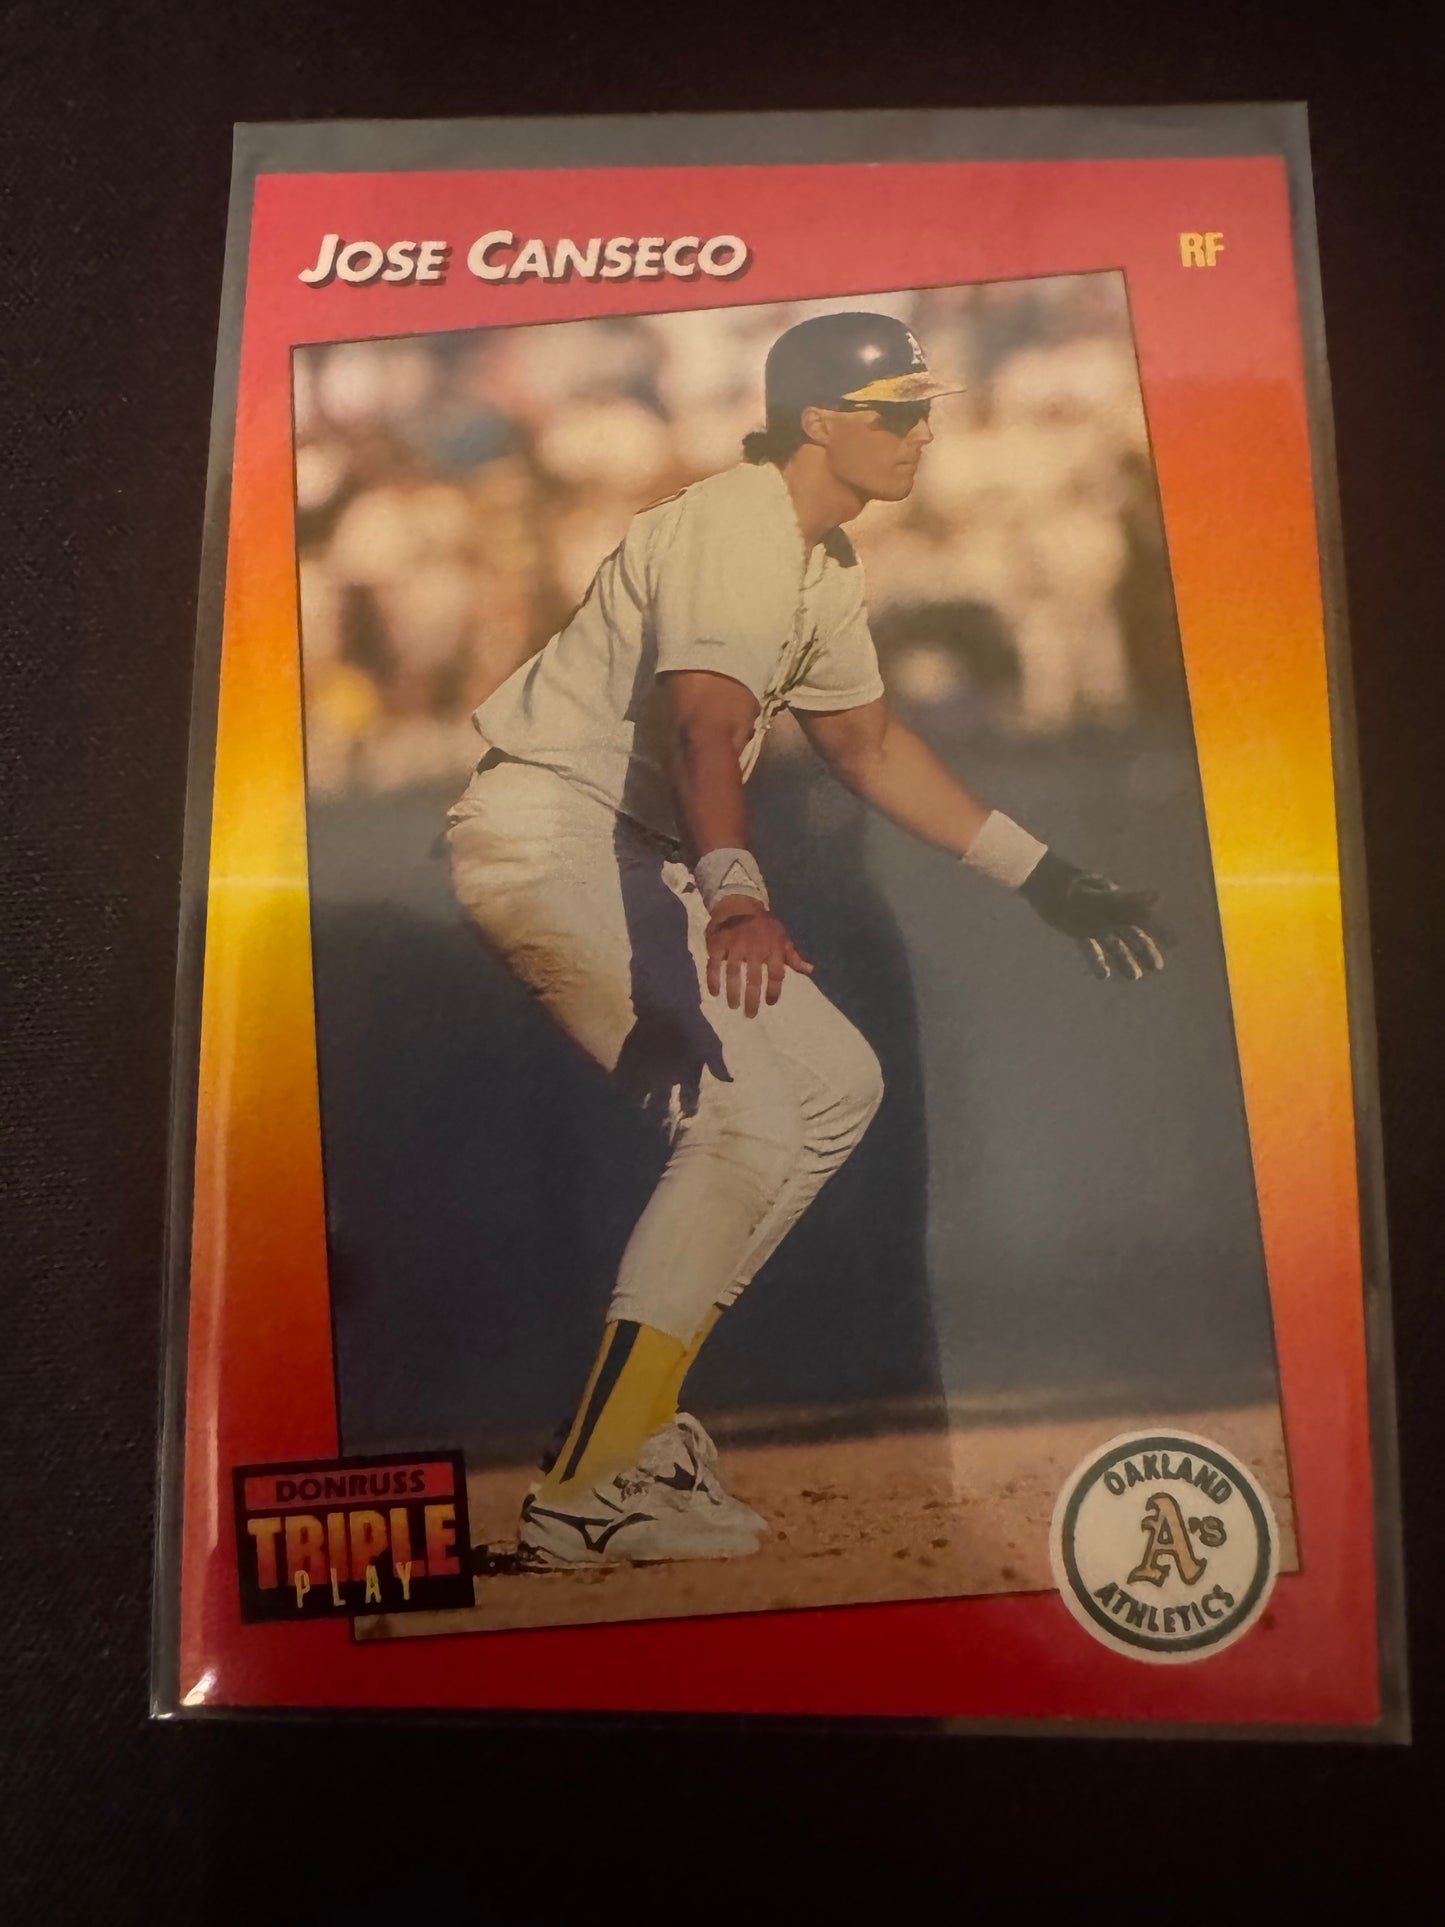 JOSE CANSECO
RF
DONRUSS
TRIPLE
PLAY
OAKLAND
A's
ATHLETICS